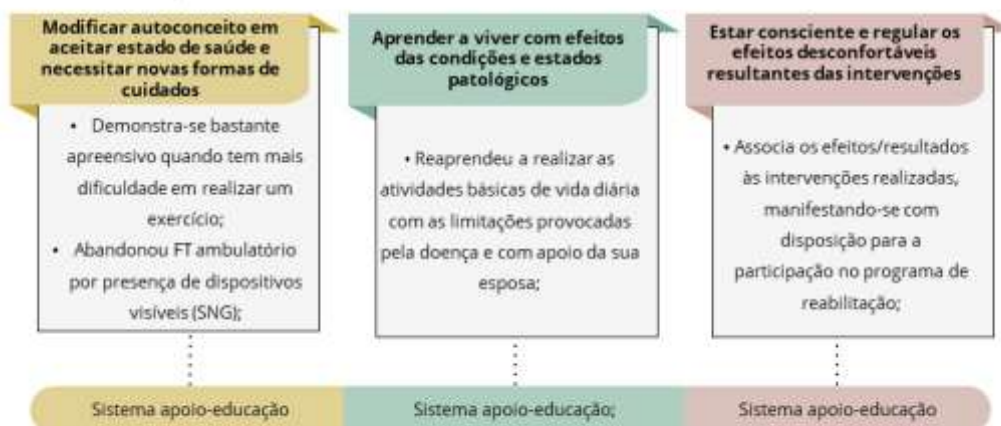 Modificar autoconceito em
aceitar estado de saúde e
necessitar novas formas de
cuidados
• Demonstra-se bastante
apreensivo quando tem mais
dificuldade em realizar um
exercício;
• Abandonou FT ambulatório
por presença de dispositivos
visíveis (SNG);
Sistema apoio-educação
Aprender a viver com efeitos
das condições e estados
patológicos
• Reaprendeu a realizar as
atividades básicas de vida diária
com as limitações provocadas
pela doença e com apoio da sua
esposa;
Sistema apoio-educação;
Estar consciente e regular os
efeitos desconfortáveis
resultantes das intervenções
• Associa os efeitos/resultados
às intervenções realizadas,
manifestando-se com
disposição para a
participação no programa de
reabilitação;
Sistema apoio-educação